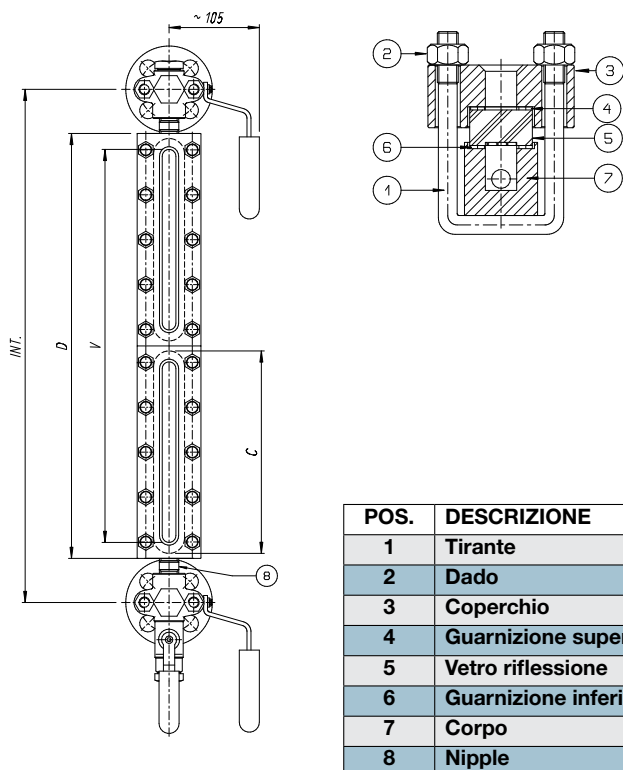 ~ 105
2
3
4
5
6
7
1
INT.
D
V
C
8
POS. DESCRIZIONE
1 Tirante
2 Dado
3 Coperchio
4 Guarnizione super
5 Vetro riflessione
6 Guarnizione inferi
7 Corpo
8 Nipple